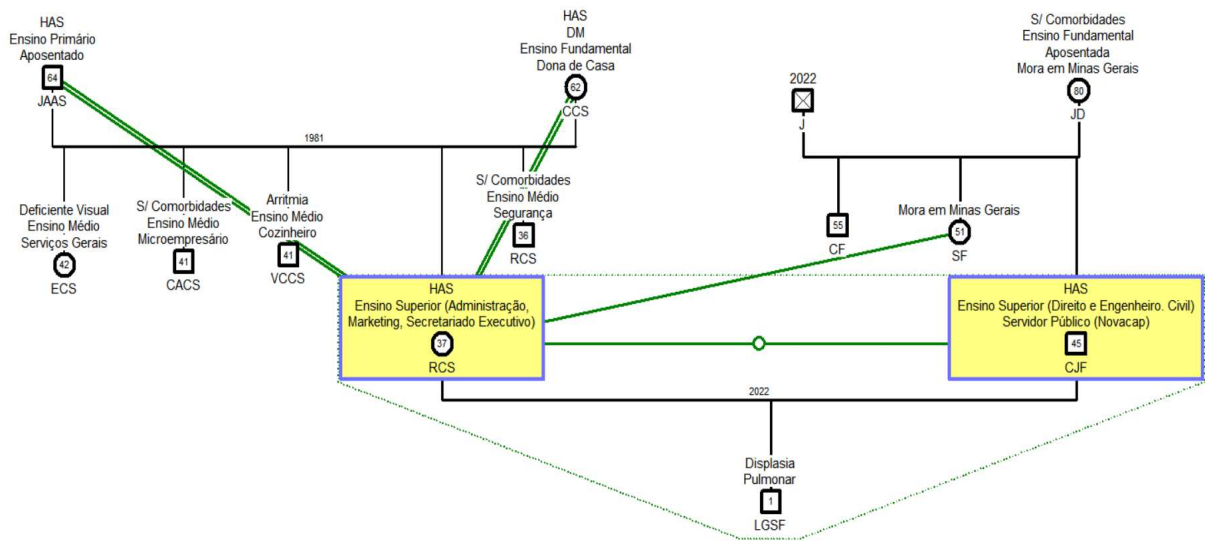 HAS
Ensino Primário
Aposentado
64
JAAS
HAS
DM
Ensino Fundamental
Dona de Casa
62
CCS
2022
J
S/ Comorbidades
Ensino Fundamental
Aposentada
Mora em Minas Gerais
80
JD
1981
Deficiente Visual
Ensino Médio
Serviços Gerais
42
ECS
S/ Comorbidades
Ensino Médio
Microempresário
41
CACS
Arritmia
Ensino Médio
Cozinheiro
41
VCCS
S/ Comorbidades
Ensino Médio
Segurança
36
RCS
55
CF
Mora em Minas Gerais
51
SF
HAS
Ensino Superior (Administração,
Marketing, Secretariado Executivo)
37
RCS
HAS
Ensino Superior (Direito e Engenheiro. Civil)
Servidor Público (Novacap)
45
CJF
2022
Displasia
Pulmonar
1
LGSF